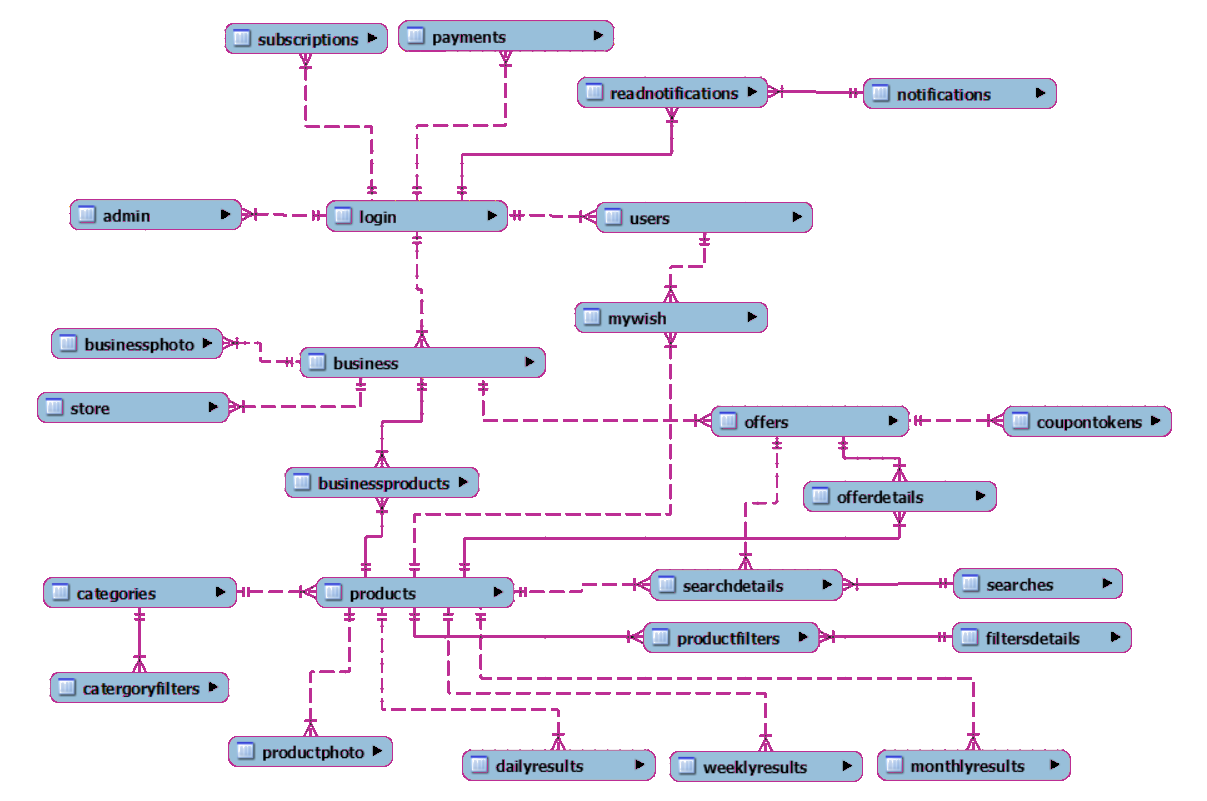 subscriptions
payments
readnotifications
notifications
admin
login
users
mywish
businessphoto
business
store
offers
coupontokens
businessproducts
offerdetails
categories
products
searchdetails
searches
productfilters
filtersdetails
catergoryfilters
productphoto
dailyresults
weeklyresults
monthlyresults